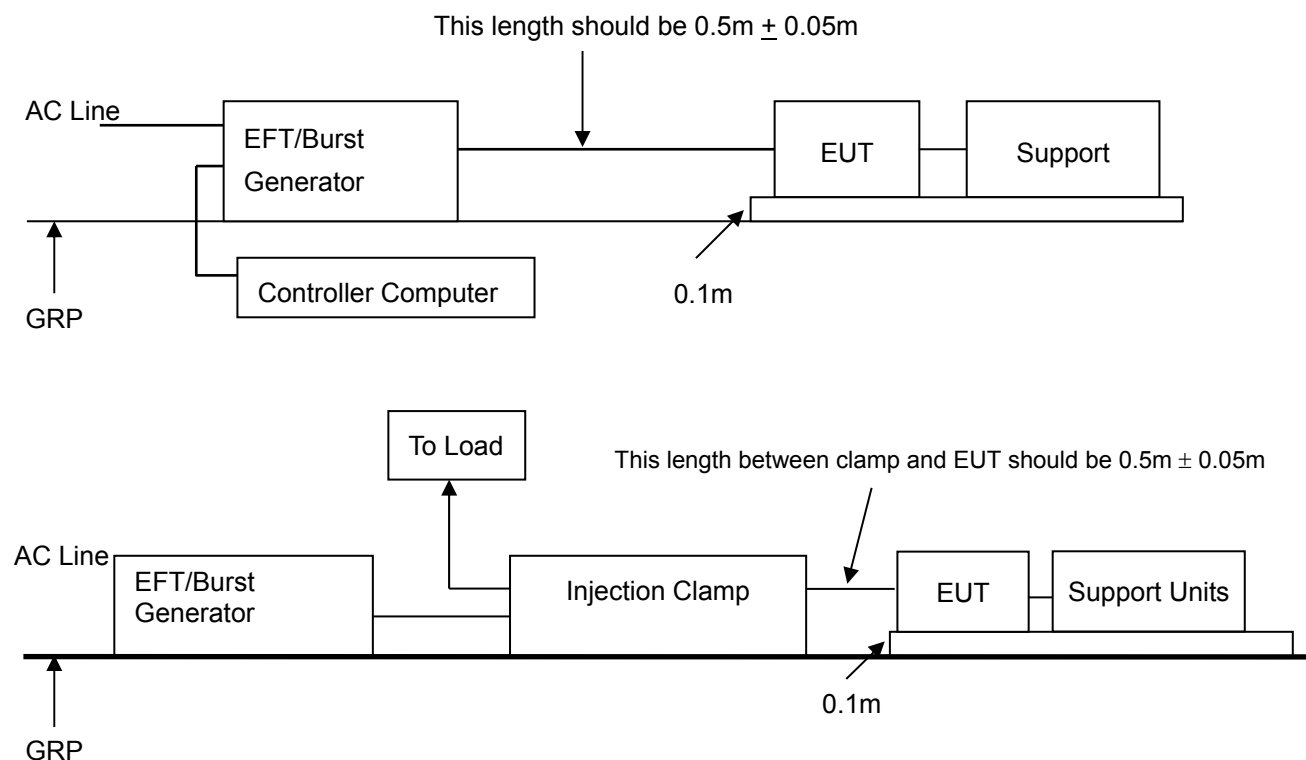 This length should be 0.5m + 0.05m
AC Line
EFT/Burst
Generator
EUT
Support
Controller Computer
0.1m
GRP
To Load
This length between clamp and EUT should be 0.5m ± 0.05m
AC Line
EFT/Burst
Generator
Injection Clamp
EUT
Support Units
0.1m
GRP